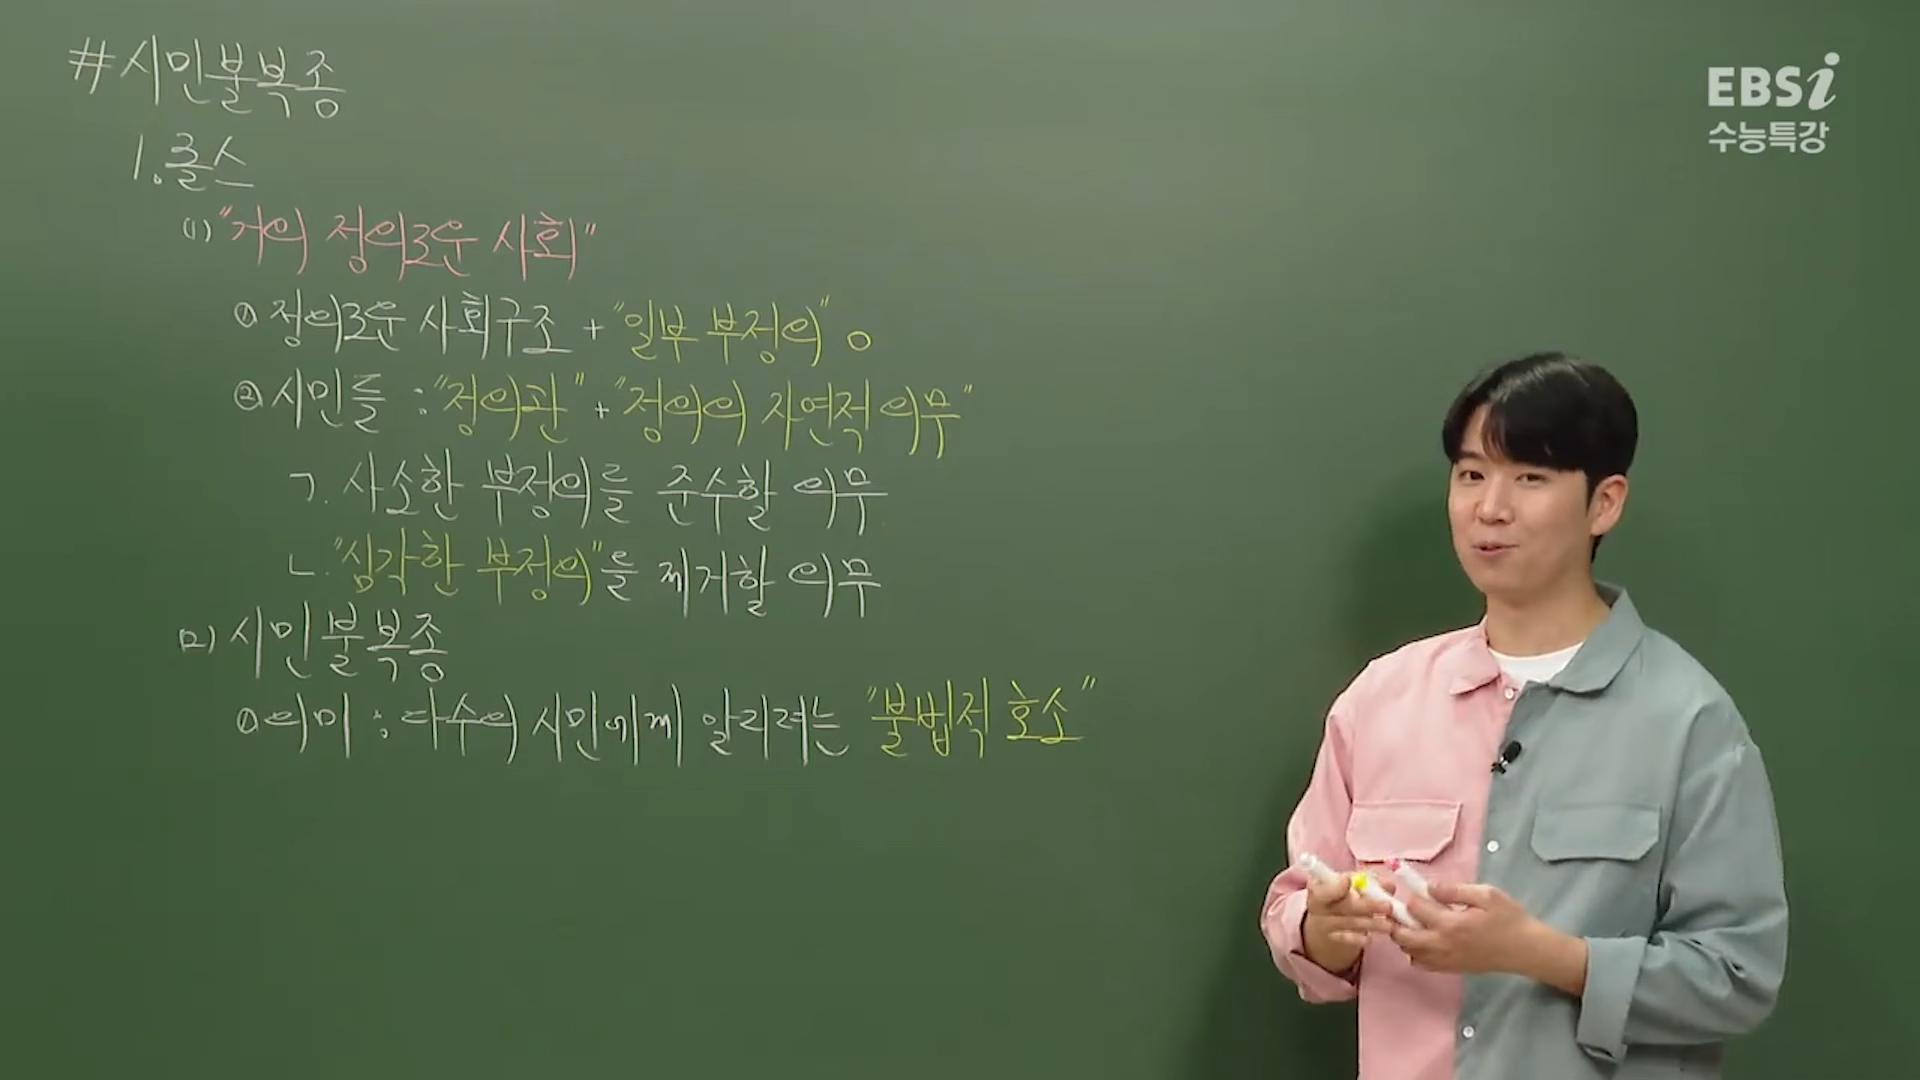 #시민불복종
1. 롤스
(1) "거의 정의로운 사회"
① 정의로운 사회구조 + "일부 부정의" o
② 시민들 : "정의관" + "정의의 자연적 의무"
ㄱ. 사소한 부정의를 준수할 의무
ㄴ. "심각한 부정의"를 제거할 의무
(2) 시민불복종
① 의미 : 다수의 시민에게 알리려는 "불법적 호소"
EBSi
수능특강